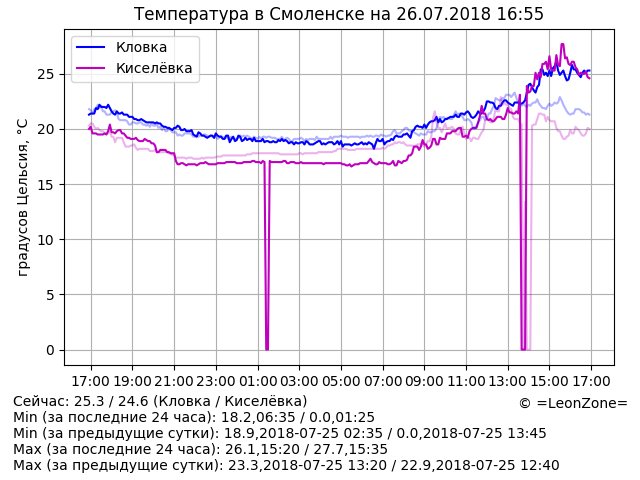 Температура в Смоленске на 26.07.2018 16:55
Кловка
Киселёвка
градусов Цельсия, °C
25
20
15
10
5
0
17:00 19:00 21:00 23:00 01:00 03:00 05:00 07:00 09:00 11:00 13:00 15:00 17:00
Сейчас: 25.3 / 24.6 (Кловка / Киселёвка)
© =LeonZone=
Min (за последние 24 часа): 18.2,06:35 / 0.0,01:25
Min (за предыдущие сутки): 18.9,2018-07-25 02:35 / 0.0,2018-07-25 13:45
Max (за последние 24 часа): 26.1,15:20 / 27.7,15:35
Max (за предыдущие сутки): 23.3,2018-07-25 13:20 / 22.9,2018-07-25 12:40